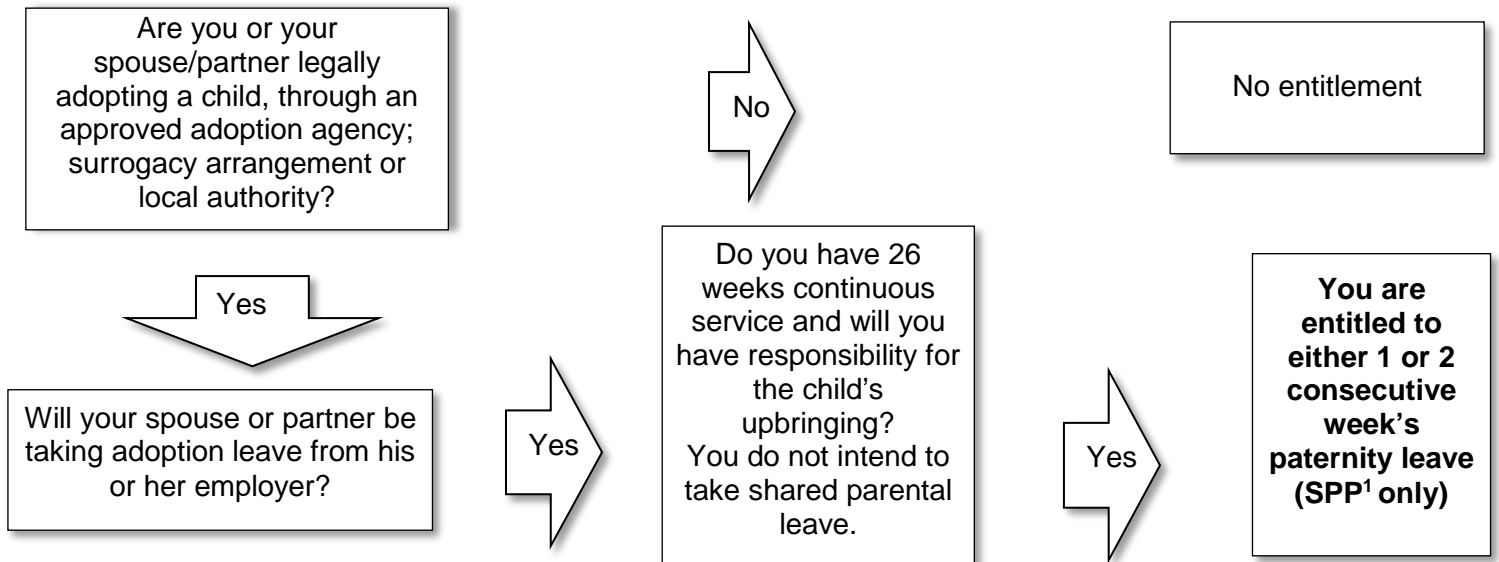 Are you or your
spouse/partner legally
adopting a child, through an
approved adoption agency;
surrogacy arrangement or
local authority?
No
No entitlement
Yes
Will your spouse or partner be
taking adoption leave from his
or her employer?
Yes
Do you have 26
weeks continuous
service and will you
have responsibility for
the child's
upbringing?
You do not intend to
take shared parental
leave.
Yes
You are
entitled to
either 1 or 2
consecutive
week's
paternity leave
(SPP¹ only)